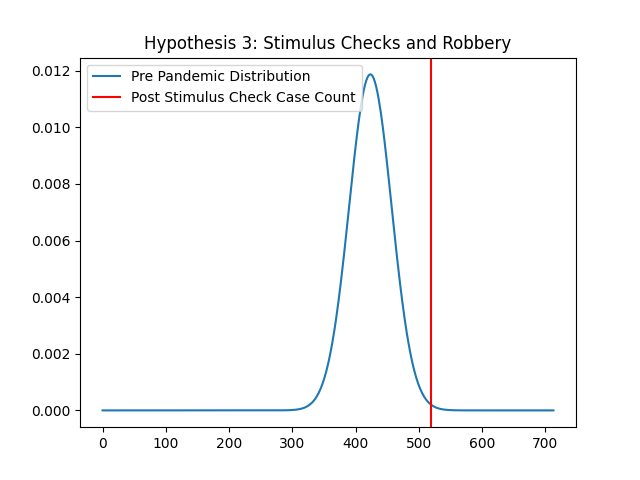 Hypothesis 3: Stimulus Checks and Robbery
Pre Pandemic Distribution
Post Stimulus Check Case Count
0.012
0.010
0.008
0.006
0.004
0.002
0.000
0 100 200 300 400 500 600 700